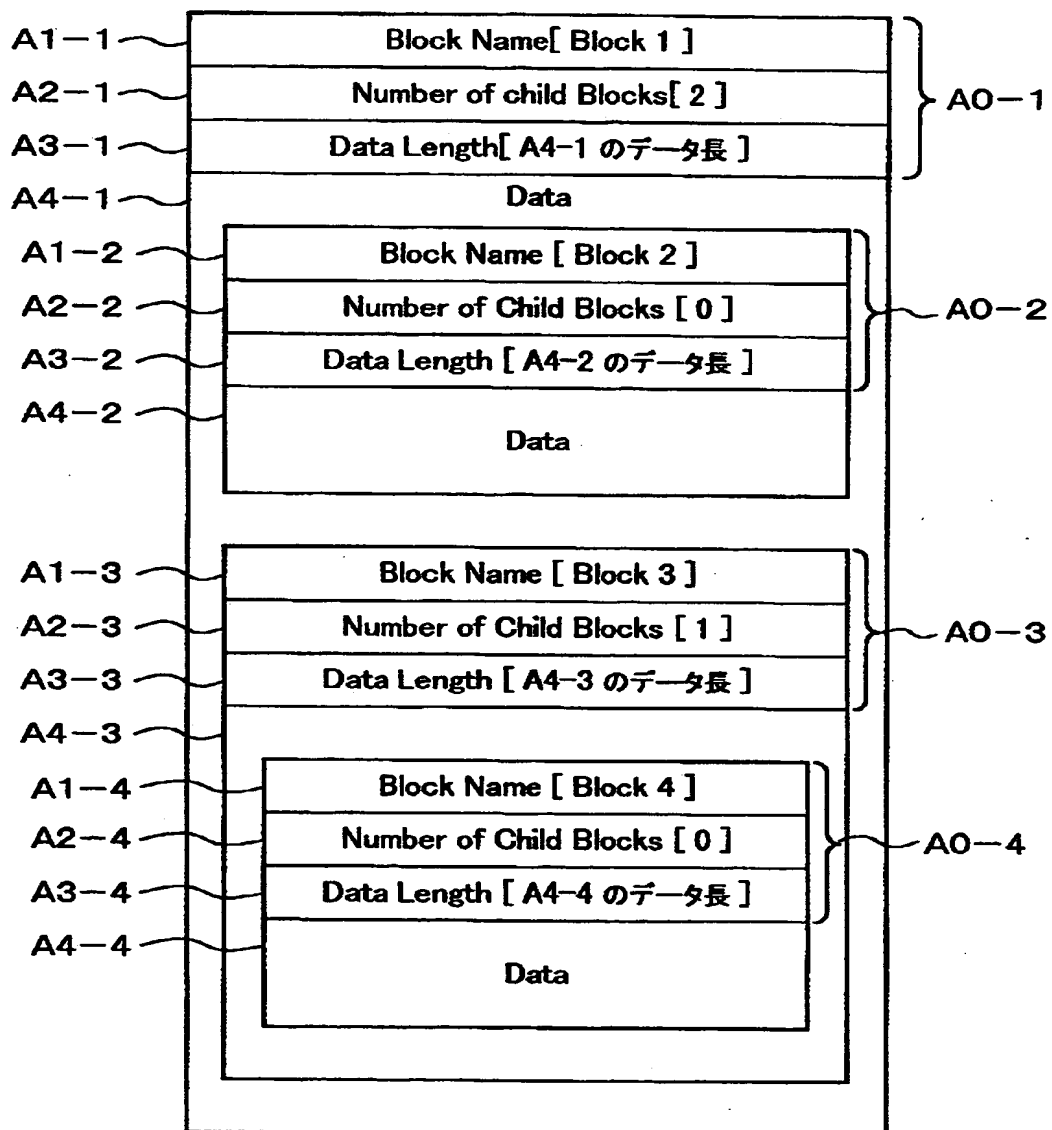 A1-1 Block Name[ Block 1 ]
A2-1 Number of child Blocks[ 2 ] A0-1
A3-1 Data Length[ A4-1 のデータ長 ]
A4-1 Data
A1-2 Block Name [ Block 2 ]
A2-2 Number of Child Blocks [ 0 ] A0-2
A3-2 Data Length [ A4-2 のデータ長 ]
A4-2
Data
A1-3 Block Name [ Block 3 ]
A2-3 Number of Child Blocks [ 1 ] A0-3
A3-3 Data Length [ A4-3 のデータ長 ]
A4-3
A1-4 Block Name [ Block 4 ]
A2-4 Number of Child Blocks [ 0 ] A0-4
A3-4 Data Length [ A4-4 のデータ長 ]
A4-4
Data